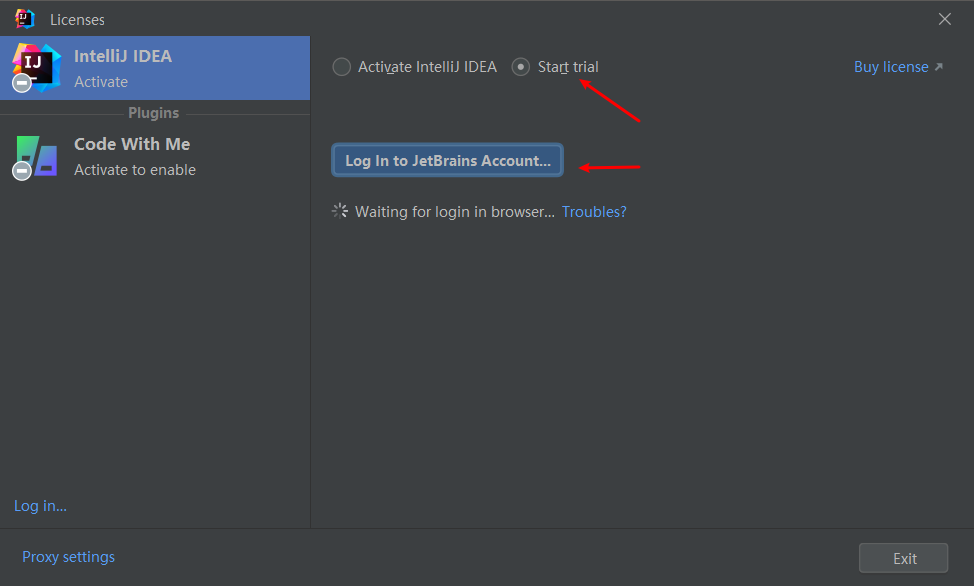 Licenses
IntelliJ IDEA
Activate
Plugins
Code With Me
Activate to enable
Log in...
Activate IntelliJ IDEA Start trial Buy license
Log In to JetBrains Account...
Waiting for login in browser... Troubles?
Proxy settings
Exit
IJ